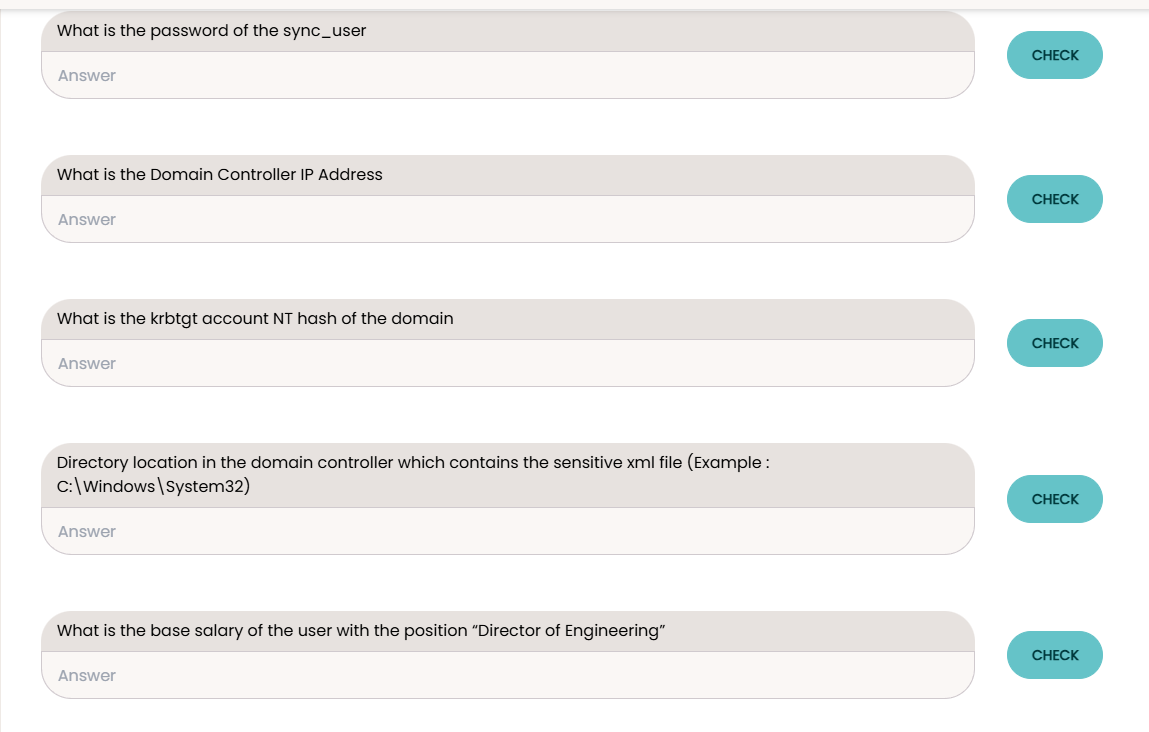 What is the password of the sync_user
Answer
CHECK
What is the Domain Controller IP Address
Answer
CHECK
What is the krbtgt account NT hash of the domain
Answer
CHECK
Directory location in the domain controller which contains the sensitive xml file (Example :
C:\Windows\System32)
Answer
CHECK
What is the base salary of the user with the position “Director of Engineering”
Answer
CHECK